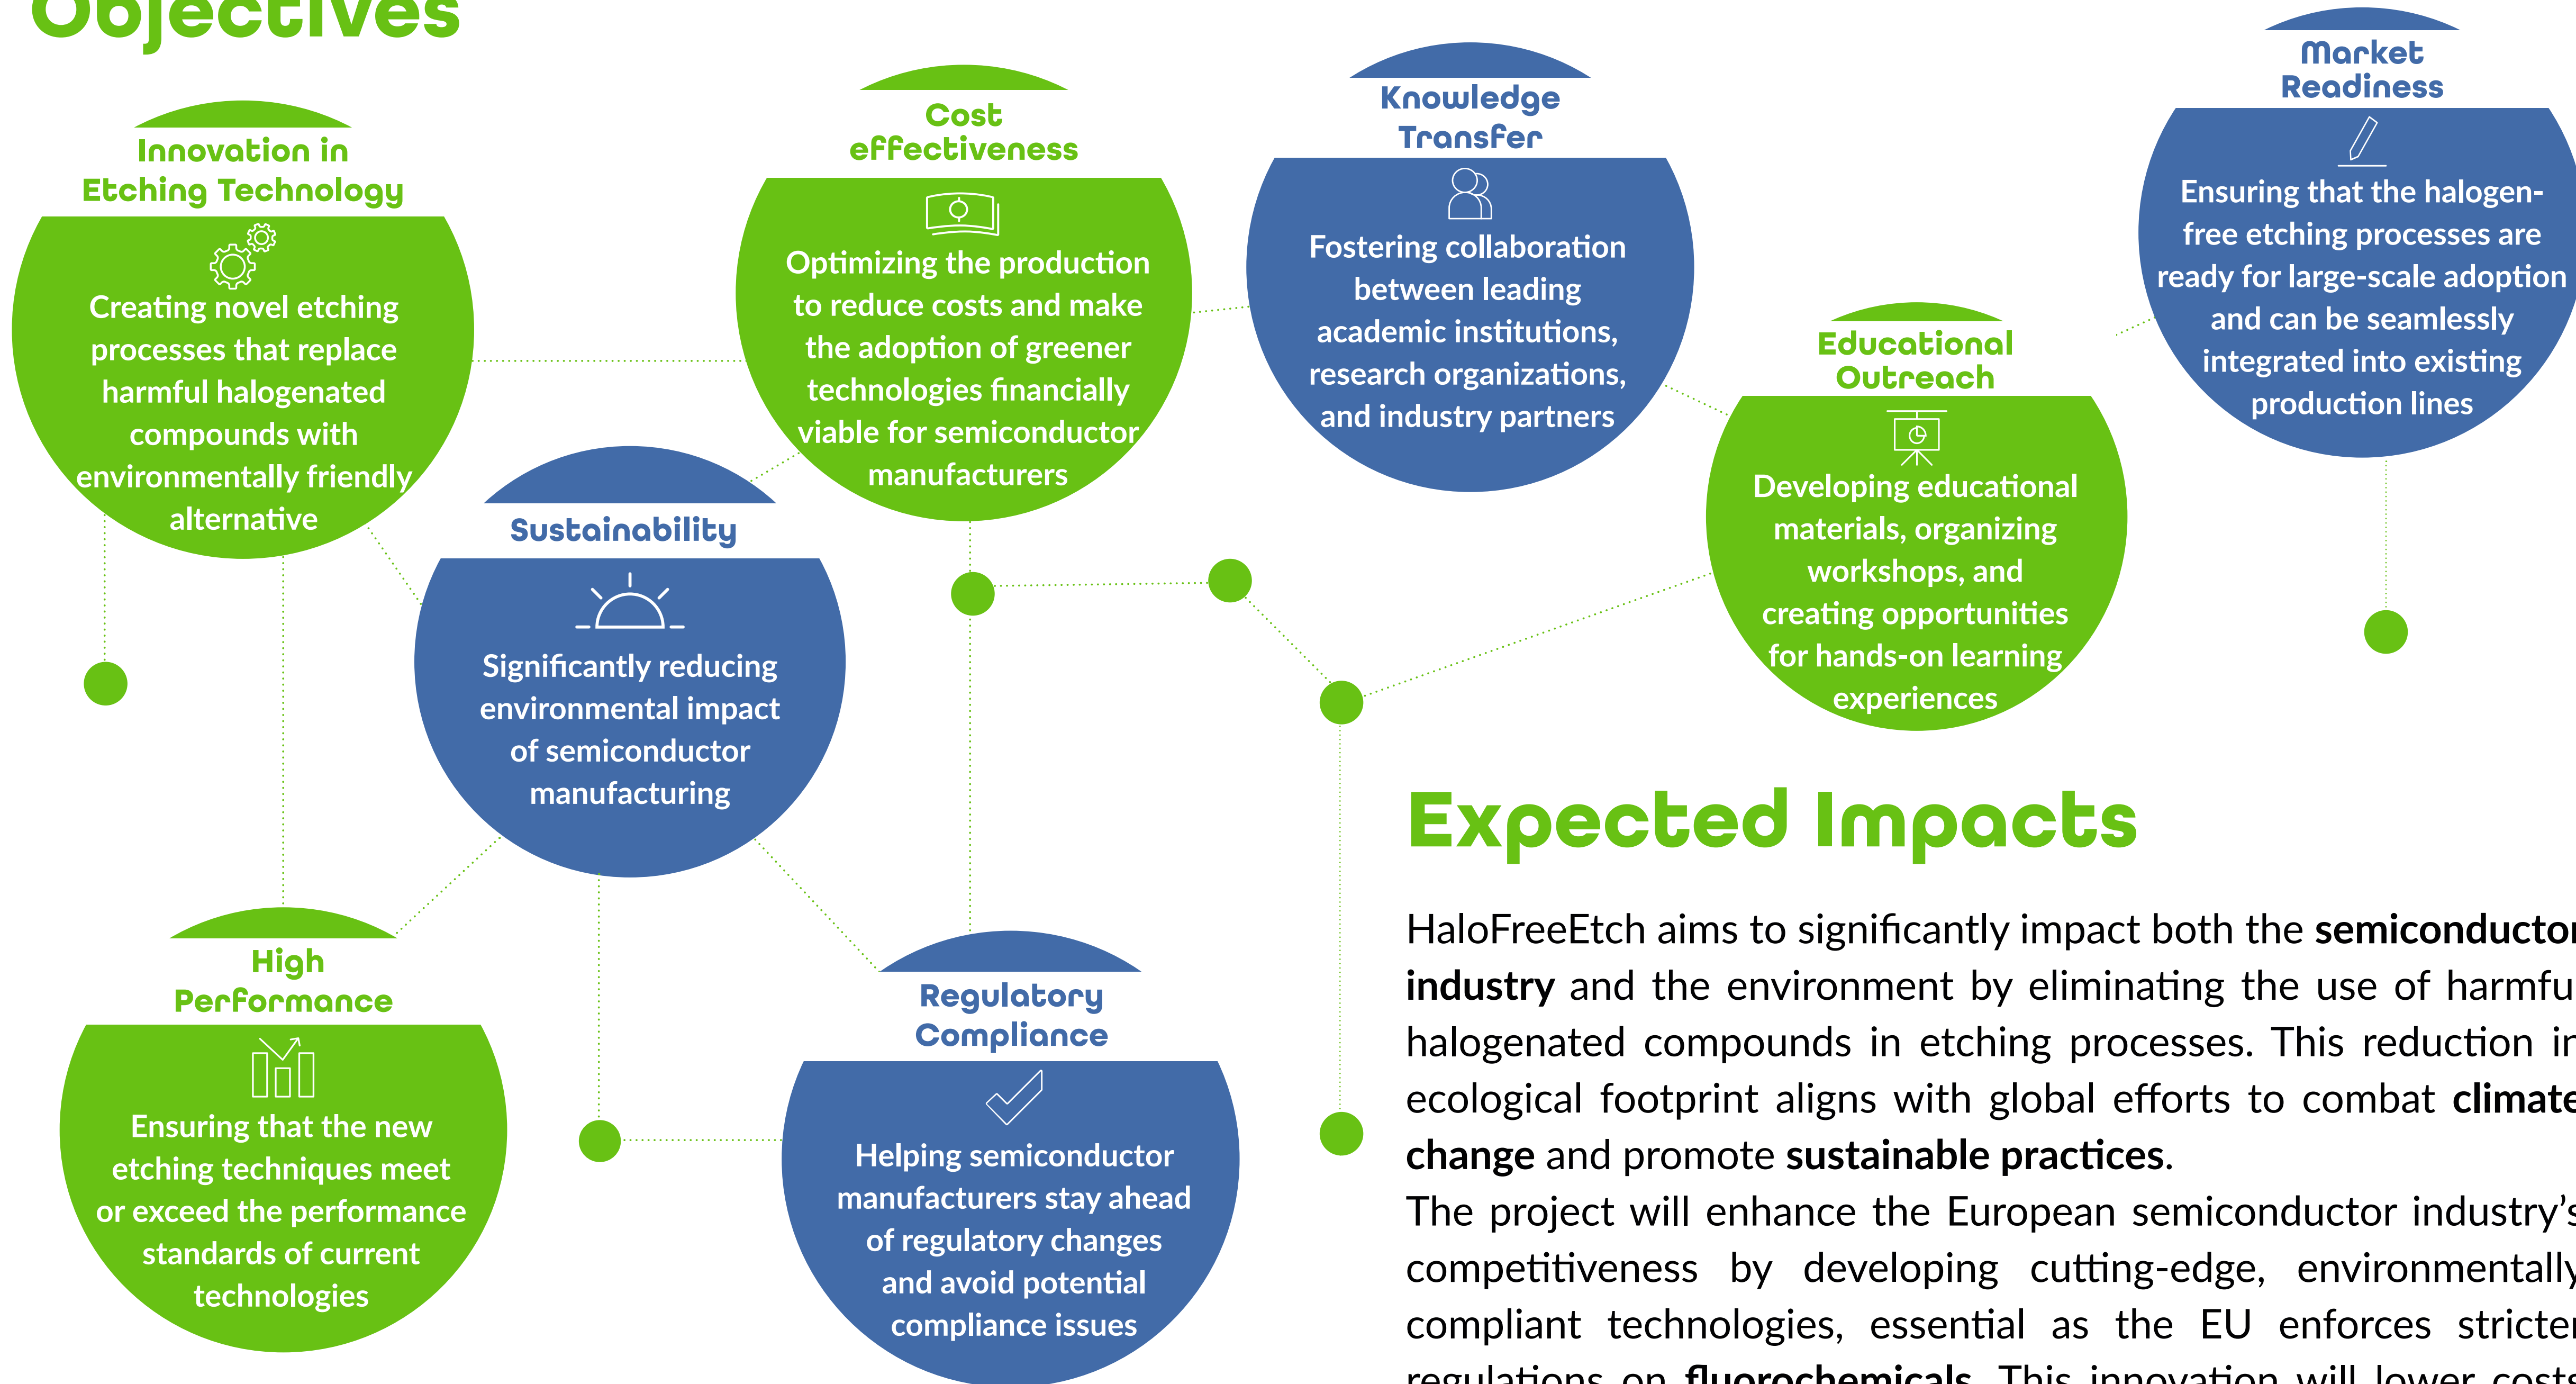 Objectives
Innovation in
Etching Technology
Creating novel etching
processes that replace
harmful halogenated
compounds with
environmentally friendly
alternative
Cost
effectiveness
Optimizing the production
to reduce costs and make
the adoption of greener
technologies financially
viable for semiconductor
manufacturers
Knowledge
Transfer
Fostering collaboration
between leading
academic institutions,
research organizations,
and industry partners
Market
Readiness
Ensuring that the halogen-
free etching processes are
ready for large-scale adoption
and can be seamlessly
integrated into existing
production lines
Educational
Outreach
Developing educational
materials, organizing
workshops, and
creating opportunities
for hands-on learning
experiences
Sustainability
Significantly reducing
environmental impact
of semiconductor
manufacturing
High
Performance
Ensuring that the new
etching techniques meet
or exceed the performance
standards of current
technologies
Regulatory
Compliance
Helping semiconductor
manufacturers stay ahead
of regulatory changes
and avoid potential
compliance issues
Expected Impacts
HaloFreeEtch aims to significantly impact both the semiconductor
industry and the environment by eliminating the use of harmful
halogenated compounds in etching processes. This reduction in
ecological footprint aligns with global efforts to combat climate
change and promote sustainable practices.
The project will enhance the European semiconductor industry's
competitiveness by developing cutting-edge, environmentally
compliant technologies, essential as the EU enforces stricter
regulations on fluorochemicals. This innovation will lower costs